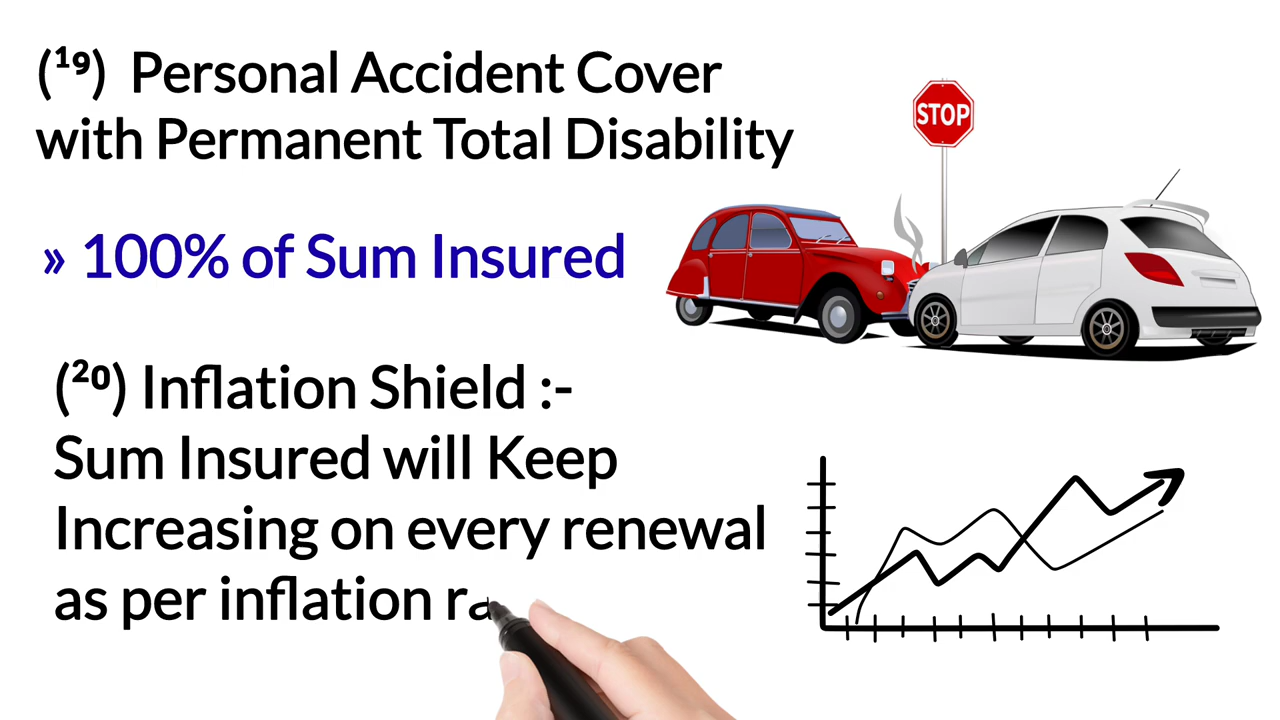 (¹⁹) Personal Accident Cover
with Permanent Total Disability
» 100% of Sum Insured
STOP
(²⁰) Inflation Shield :-
Sum Insured will Keep
Increasing on every renewal
as per inflation ra